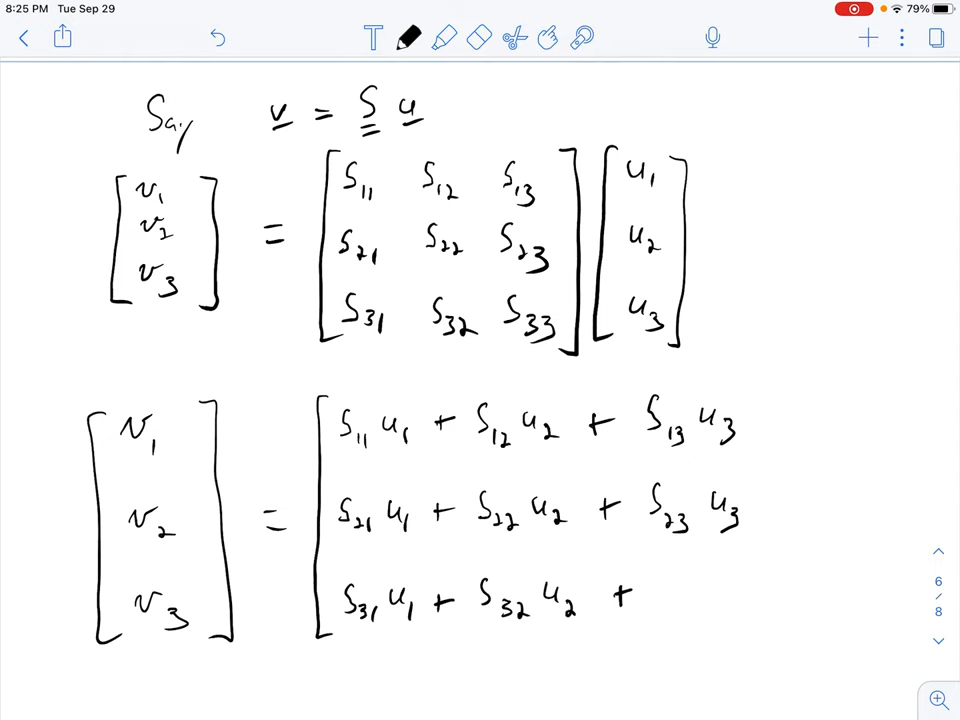 8:25 PM Tue Sep 29 79%
Say v = S u
[v1 v2 v3] = [S11 S12 S13
S21 S22 S23
S31 S32 S33] [u1 u2 u3]
[v1 = [S11 u1 + S12 u2 + S13 u3
v2 = S21 u1 + S22 u2 + S23 u3
v3] S31 u1 + S32 u2 +
6 / 8